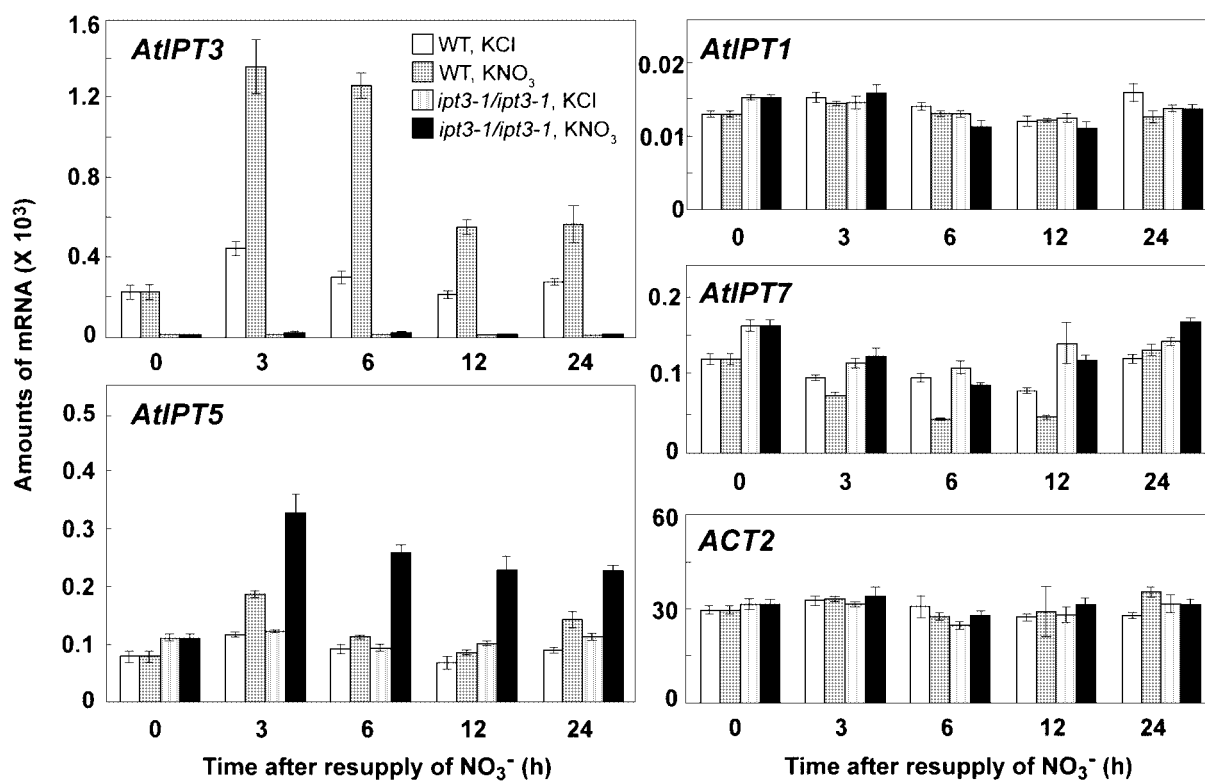 AtIPT3
WT, KCl
WT, KNO₃
ipt3-1/ipt3-1, KCl
ipt3-1/ipt3-1, KNO₃
1.6
1.2
0.8
0.4
0
0 3 6 12 24
AtIPT5
0.5
0.4
0.3
0.2
0.1
0
0 3 6 12 24
Time after resupply of NO₃⁻ (h)
Amounts of mRNA (X 10³)
AtIPT1
0.02
0.01
0
0 3 6 12 24
AtIPT7
0.2
0.1
0
0 3 6 12 24
ACT2
60
30
0
0 3 6 12 24
Time after resupply of NO₃⁻ (h)